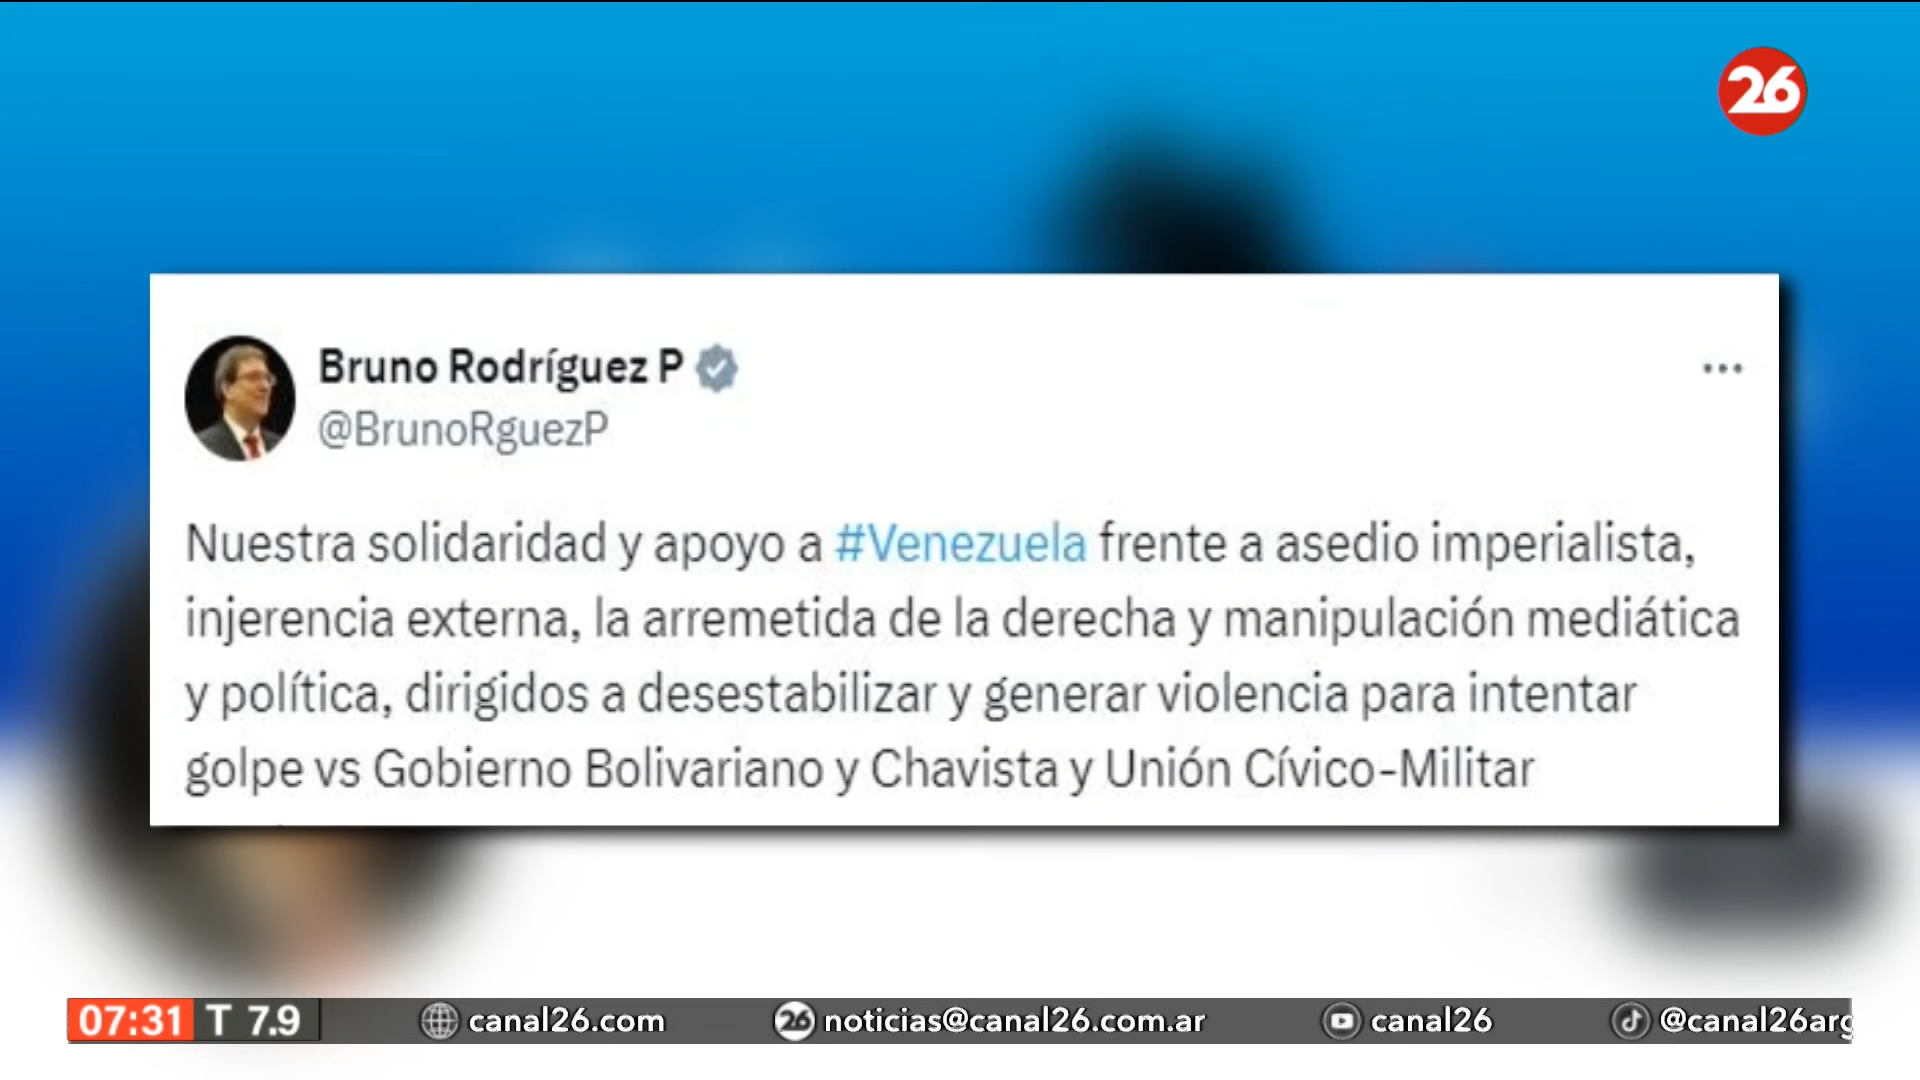 26
Bruno Rodríguez P
@BrunoRguezP
Nuestra solidaridad y apoyo a #Venezuela frente a asedio imperialista,
injerencia externa, la arremetida de la derecha y manipulación mediática
y política, dirigidos a desestabilizar y generar violencia para intentar
golpe vs Gobierno Bolivariano y Chavista y Unión Cívico-Militar
07:31 T 7.9 canal26.com 26 noticias@canal26.com.ar canal26 @canal26arg